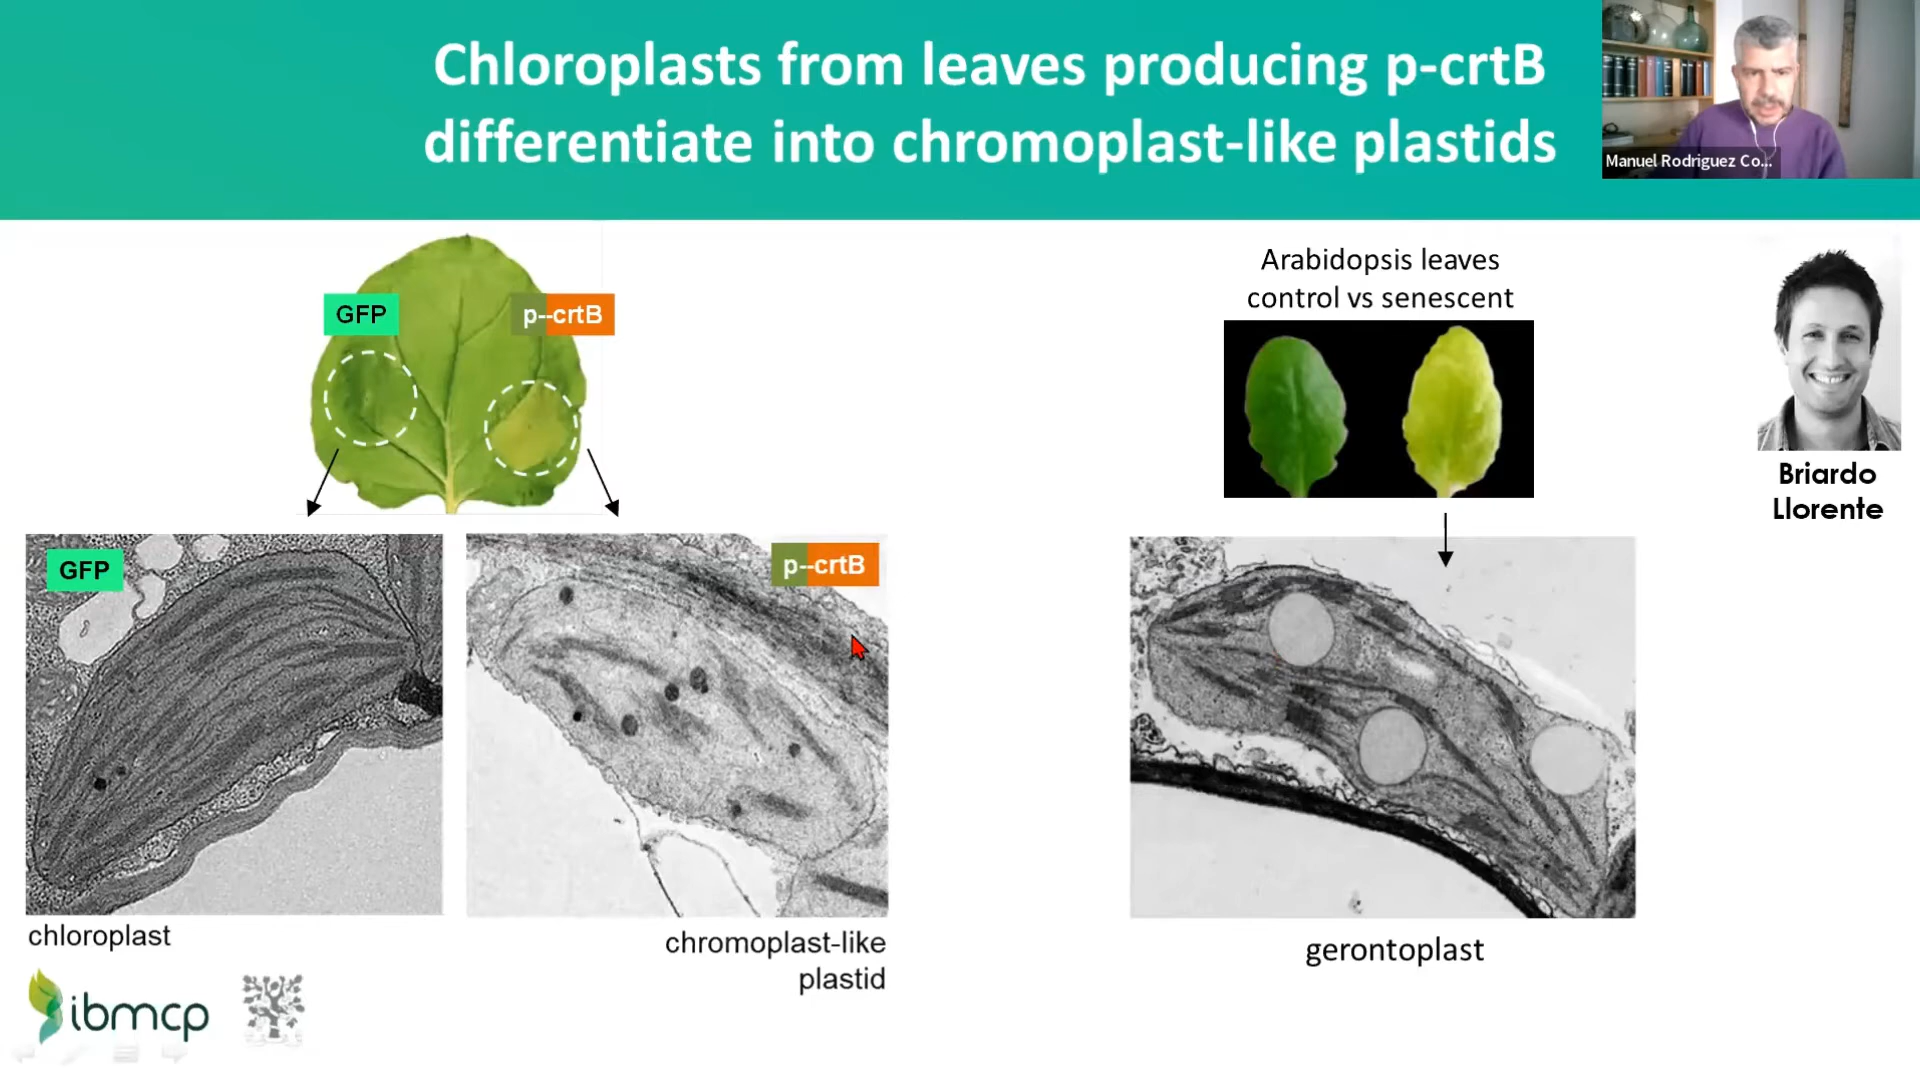 Chloroplasts from leaves producing p-crtB
differentiate into chromoplast-like plastids
Manuel Rodriguez Co...
GFP
p--crtB
Arabidopsis leaves
control vs senescent
Briardo
Llorente
GFP
p--crtB
chloroplast
chromoplast-like
plastid
gerontoplast
ibmcp